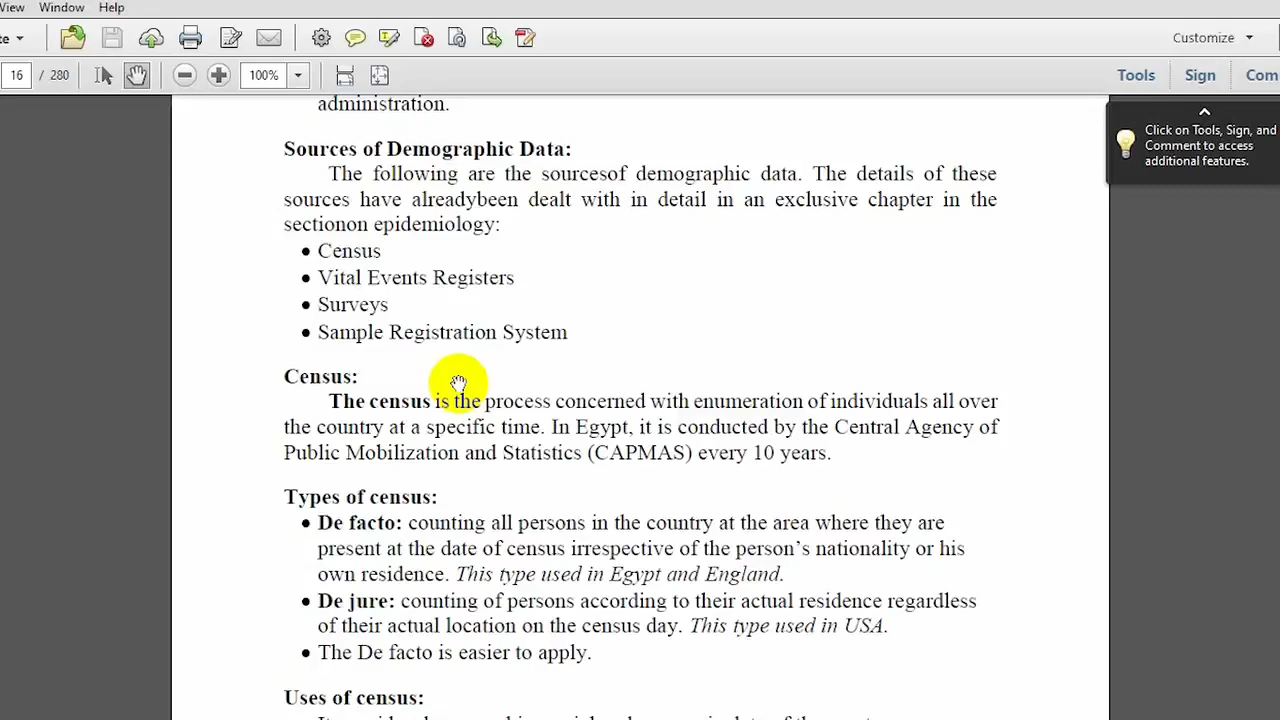 View Window Help
Customize
16 / 280
100%
Tools Sign Com
Click on Tools, Sign, and
Comment to access
additional features.
administration.
Sources of Demographic Data:
The following are the sourcesof demographic data. The details of these
sources have alreadybeen dealt with in detail in an exclusive chapter in the
sectionon epidemiology:
• Census
• Vital Events Registers
• Surveys
• Sample Registration System
Census:
The census is the process concerned with enumeration of individuals all over
the country at a specific time. In Egypt, it is conducted by the Central Agency of
Public Mobilization and Statistics (CAPMAS) every 10 years.
Types of census:
• De facto: counting all persons in the country at the area where they are
present at the date of census irrespective of the person's nationality or his
own residence. This type used in Egypt and England.
• De jure: counting of persons according to their actual residence regardless
of their actual location on the census day. This type used in USA.
• The De facto is easier to apply.
Uses of census: